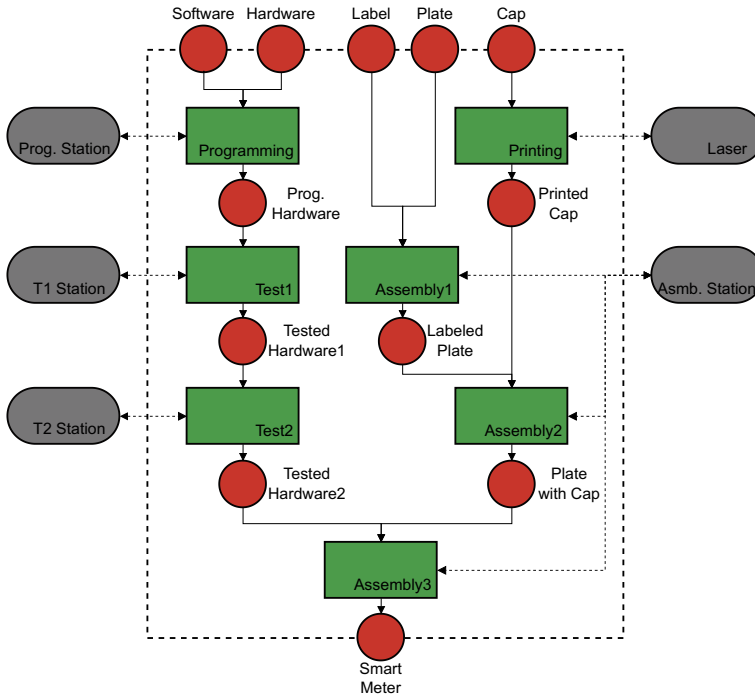 Software
Hardware
Label
Plate
Cap
Prog. Station
Programming
Printing
Laser
Prog.
Hardware
Printed
Cap
T1 Station
Test1
Assembly1
Asmb. Station
Tested
Hardware1
Labeled
Plate
T2 Station
Test2
Assembly2
Tested
Hardware2
Plate
with Cap
Assembly3
Smart
Meter